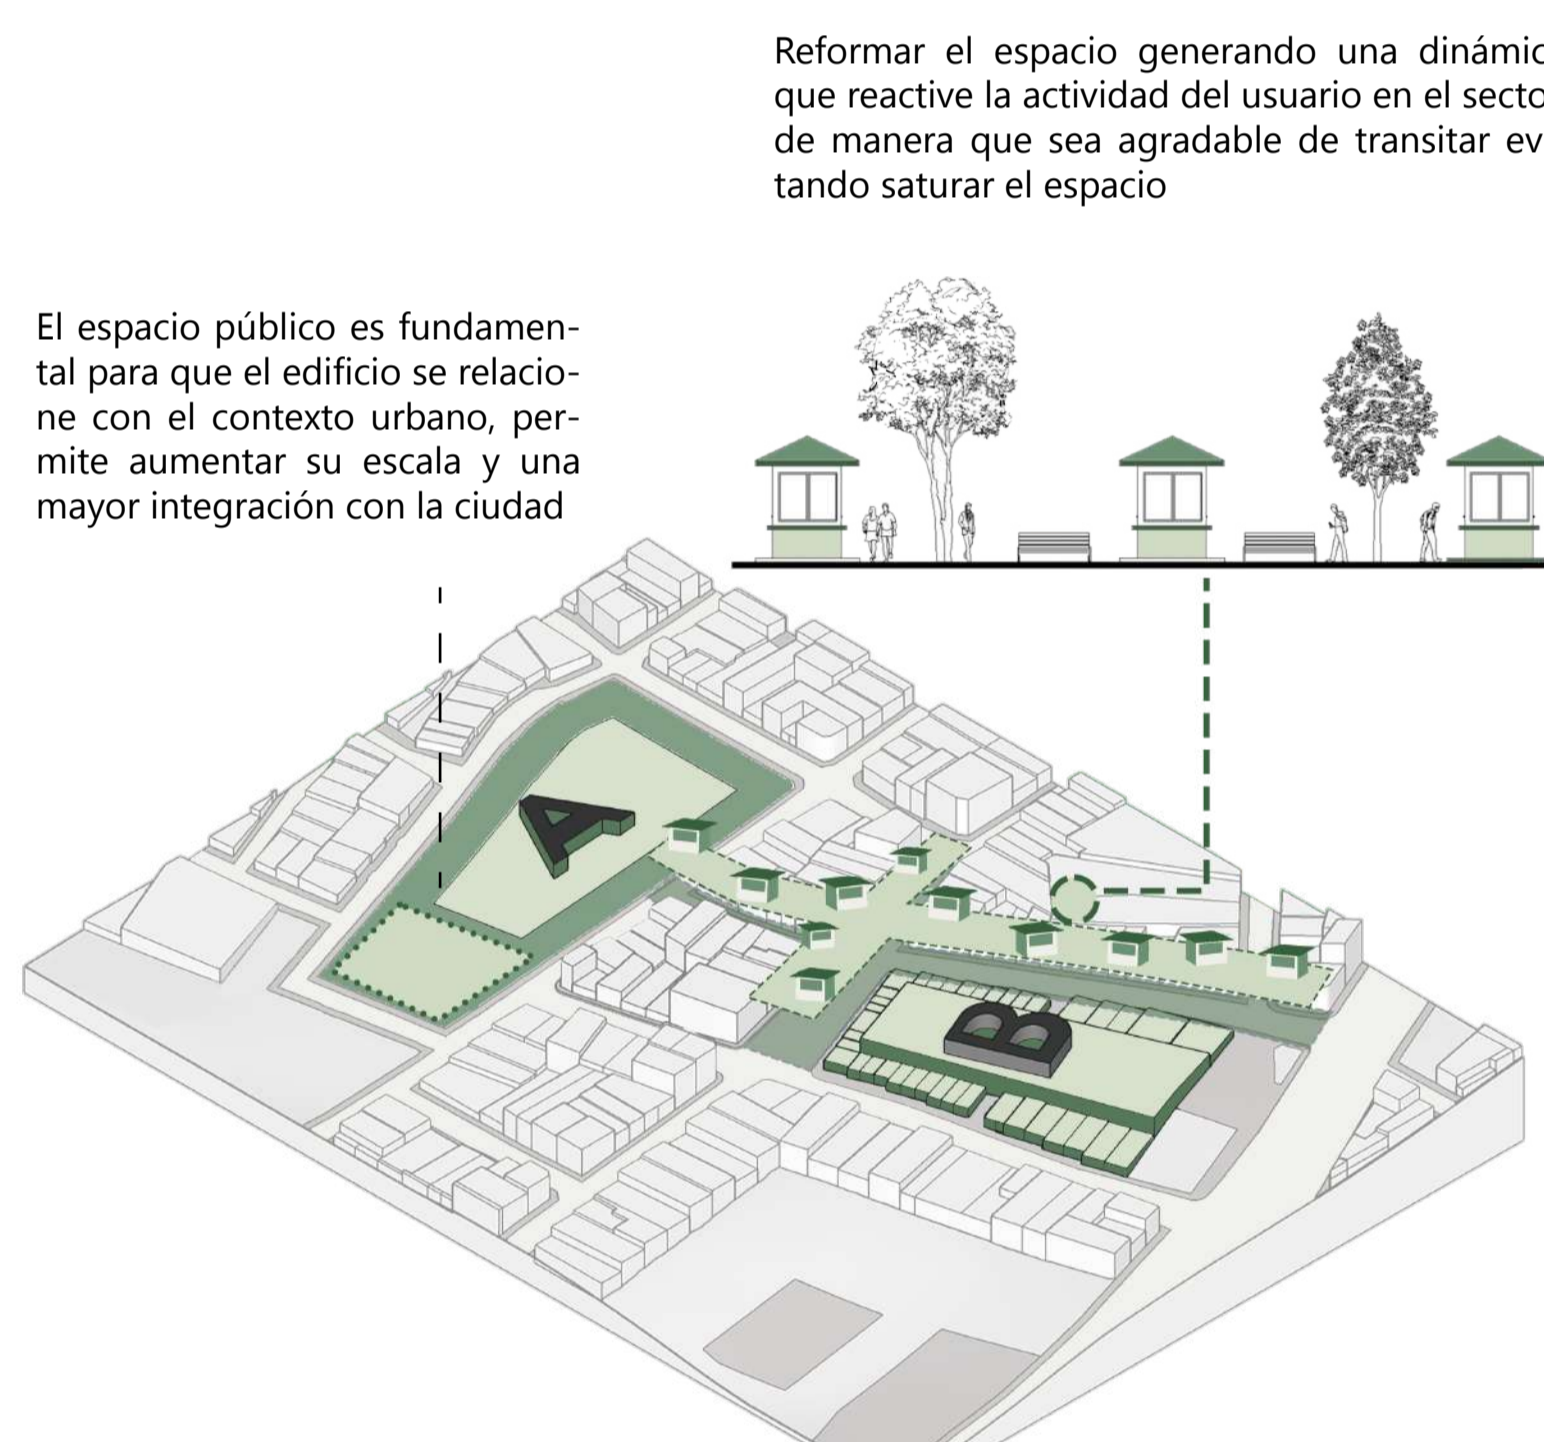 Reformar el espacio generando una dinámic
que reactive la actividad del usuario en el secto
de manera que sea agradable de transitar ev
tando saturar el espacio
El espacio público es fundamen-
tal para que el edificio se relacio-
ne con el contexto urbano, per-
mite aumentar su escala y una
mayor integración con la ciudad
A
B